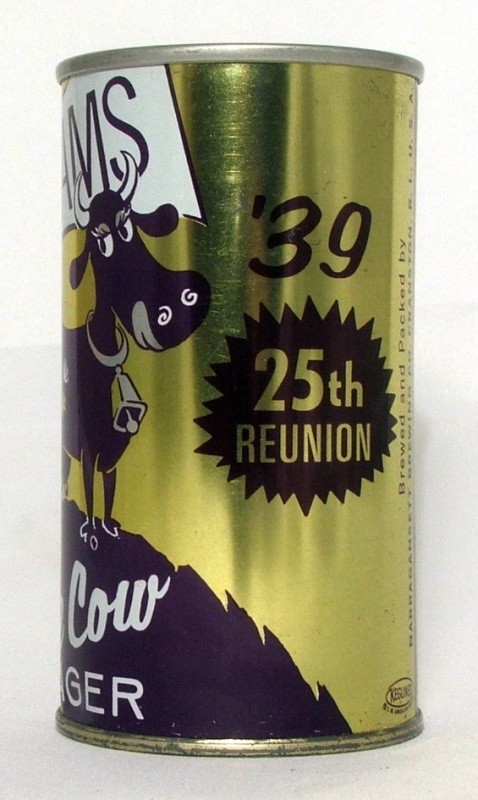 AMS
'39
25th
REUNION
Cow
AGER
Brewed and Packed by
NARRAGANSETT BREWING CO CRANSTON, R. I., U. S. A.
KEGLINED